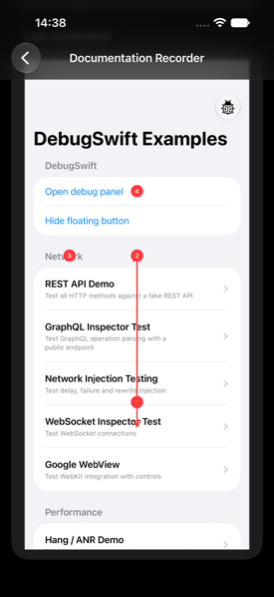 14:38
Documentation Recorder
DebugSwift Examples
DebugSwift
Open debug panel
4
Hide floating button
Network
3
2
REST API Demo
Test all HTTP methods against a fake REST API
GraphQL Inspector Test
Test GraphQL operation parsing with a
public endpoint
Network Injection Testing
Test delay, failure and rewrite injection
WebSocket Inspector Test
Test WebSocket connections
Google WebView
Test WebKit integration with controls
Performance
Hang / ANR Demo